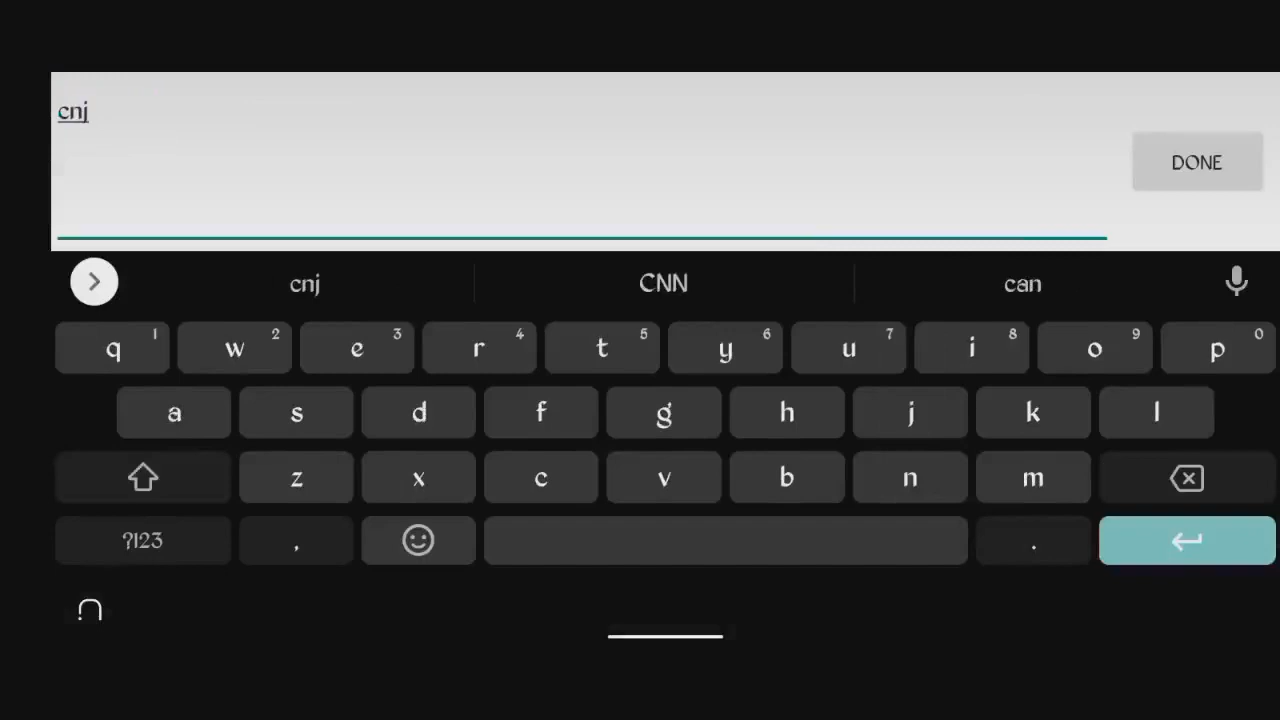 cnj
DONE
cnj CNN can
q 1 w 2 e 3 r 4 t 5 y 6 u 7 i 8 o 9 p 0
a s d f g h j k l
z x c v b n m
?123 , .